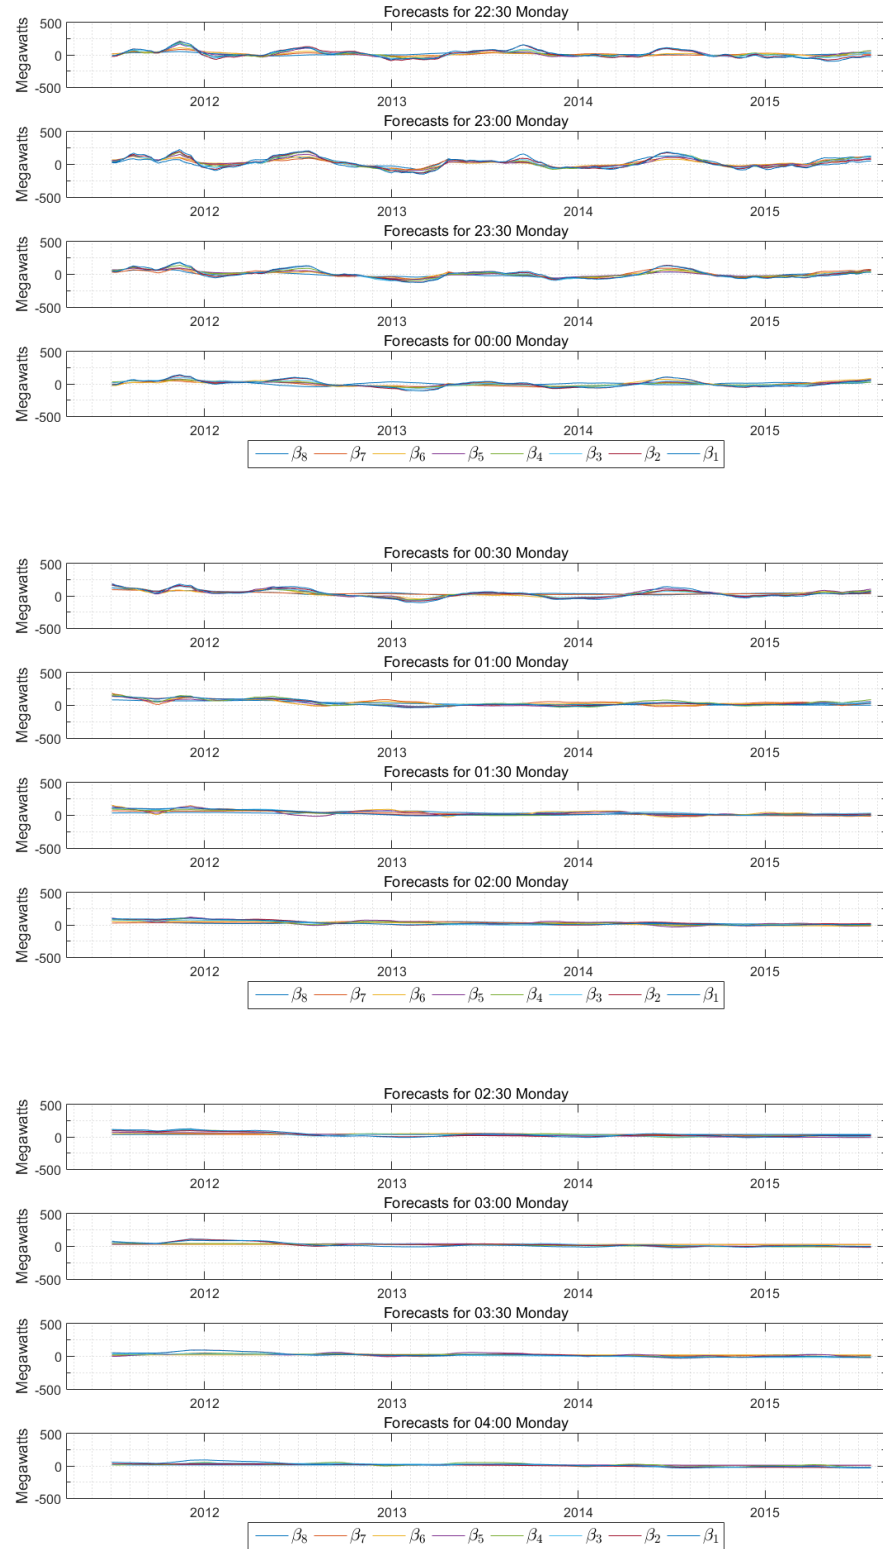 Forecasts for 22:30 Monday
500
0
-500
Megawatts
2012 2013 2014 2015
Forecasts for 23:00 Monday
500
0
-500
Megawatts
2012 2013 2014 2015
Forecasts for 23:30 Monday
500
0
-500
Megawatts
2012 2013 2014 2015
Forecasts for 00:00 Monday
500
0
-500
Megawatts
2012 2013 2014 2015
β8 β7 β6 β5 β4 β3 β2 β1
Forecasts for 00:30 Monday
500
0
-500
Megawatts
2012 2013 2014 2015
Forecasts for 01:00 Monday
500
0
-500
Megawatts
2012 2013 2014 2015
Forecasts for 01:30 Monday
500
0
-500
Megawatts
2012 2013 2014 2015
Forecasts for 02:00 Monday
500
0
-500
Megawatts
2012 2013 2014 2015
β8 β7 β6 β5 β4 β3 β2 β1
Forecasts for 02:30 Monday
500
0
-500
Megawatts
2012 2013 2014 2015
Forecasts for 03:00 Monday
500
0
-500
Megawatts
2012 2013 2014 2015
Forecasts for 03:30 Monday
500
0
-500
Megawatts
2012 2013 2014 2015
Forecasts for 04:00 Monday
500
0
-500
Megawatts
2012 2013 2014 2015
β8 β7 β6 β5 β4 β3 β2 β1